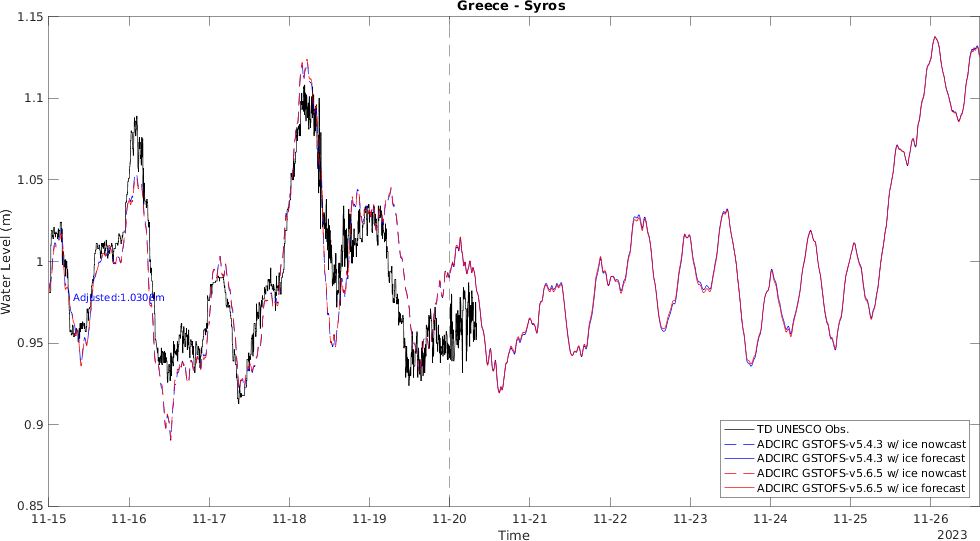 Greece - Syros
1.15
1.1
1.05
1
0.95
0.9
0.85
Water Level (m)
Adjusted:1.0306m
TD UNESCO Obs.
ADCIRC GSTOFS-v5.4.3 w/ ice nowcast
ADCIRC GSTOFS-v5.4.3 w/ ice forecast
ADCIRC GSTOFS-v5.6.5 w/ ice nowcast
ADCIRC GSTOFS-v5.6.5 w/ ice forecast
11-15 11-16 11-17 11-18 11-19 11-20 11-21 11-22 11-23 11-24 11-25 11-26
Time
2023